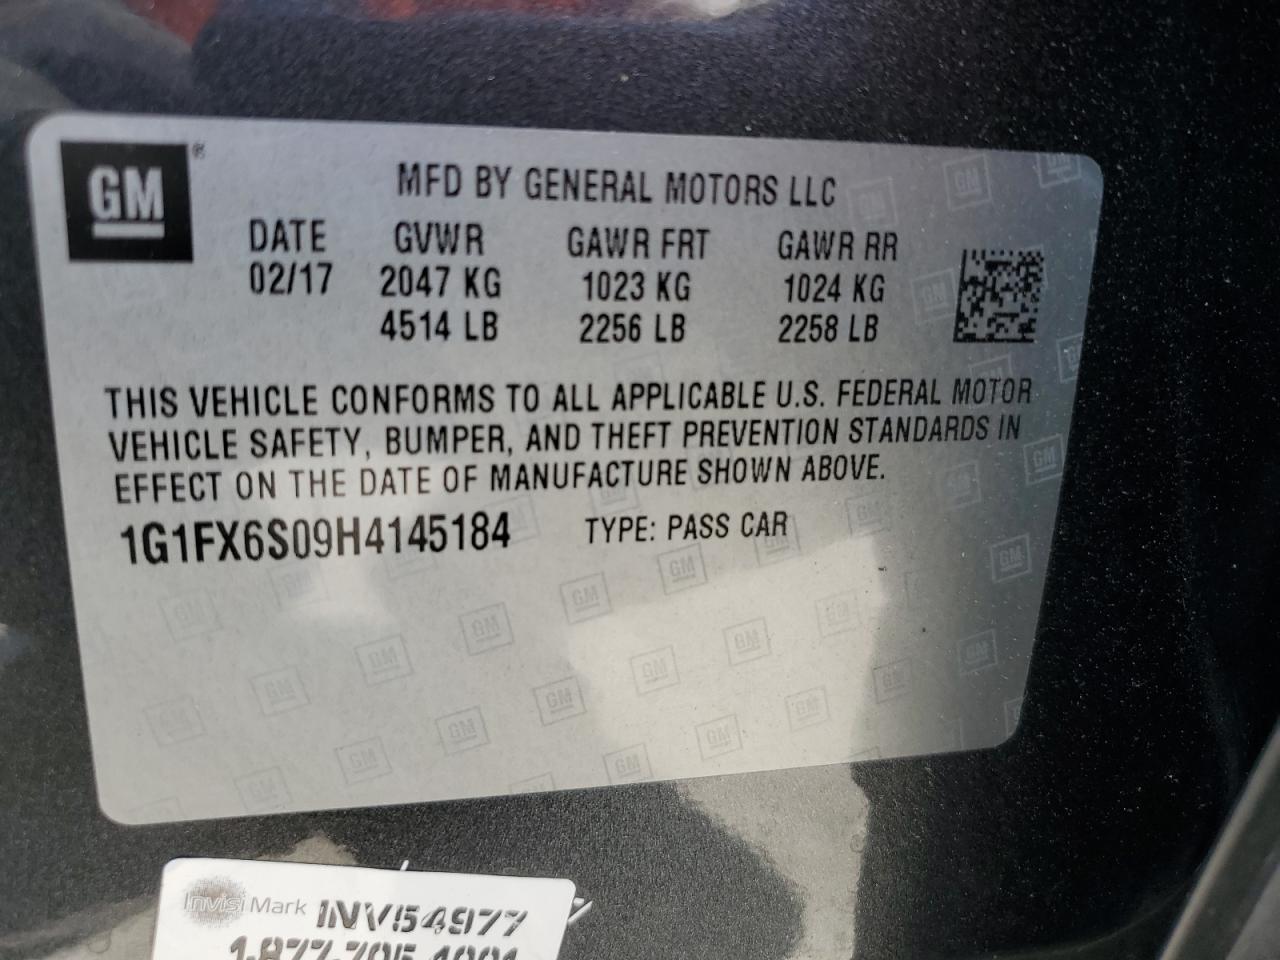 GM ®
MFD BY GENERAL MOTORS LLC
DATE GVWR GAWR FRT GAWR RR
02/17 2047 KG 1023 KG 1024 KG
4514 LB 2256 LB 2258 LB
THIS VEHICLE CONFORMS TO ALL APPLICABLE U.S. FEDERAL MOTOR
VEHICLE SAFETY, BUMPER, AND THEFT PREVENTION STANDARDS IN
EFFECT ON THE DATE OF MANUFACTURE SHOWN ABOVE.
1G1FX6S09H4145184 TYPE: PASS CAR
InvisiMark INV54977